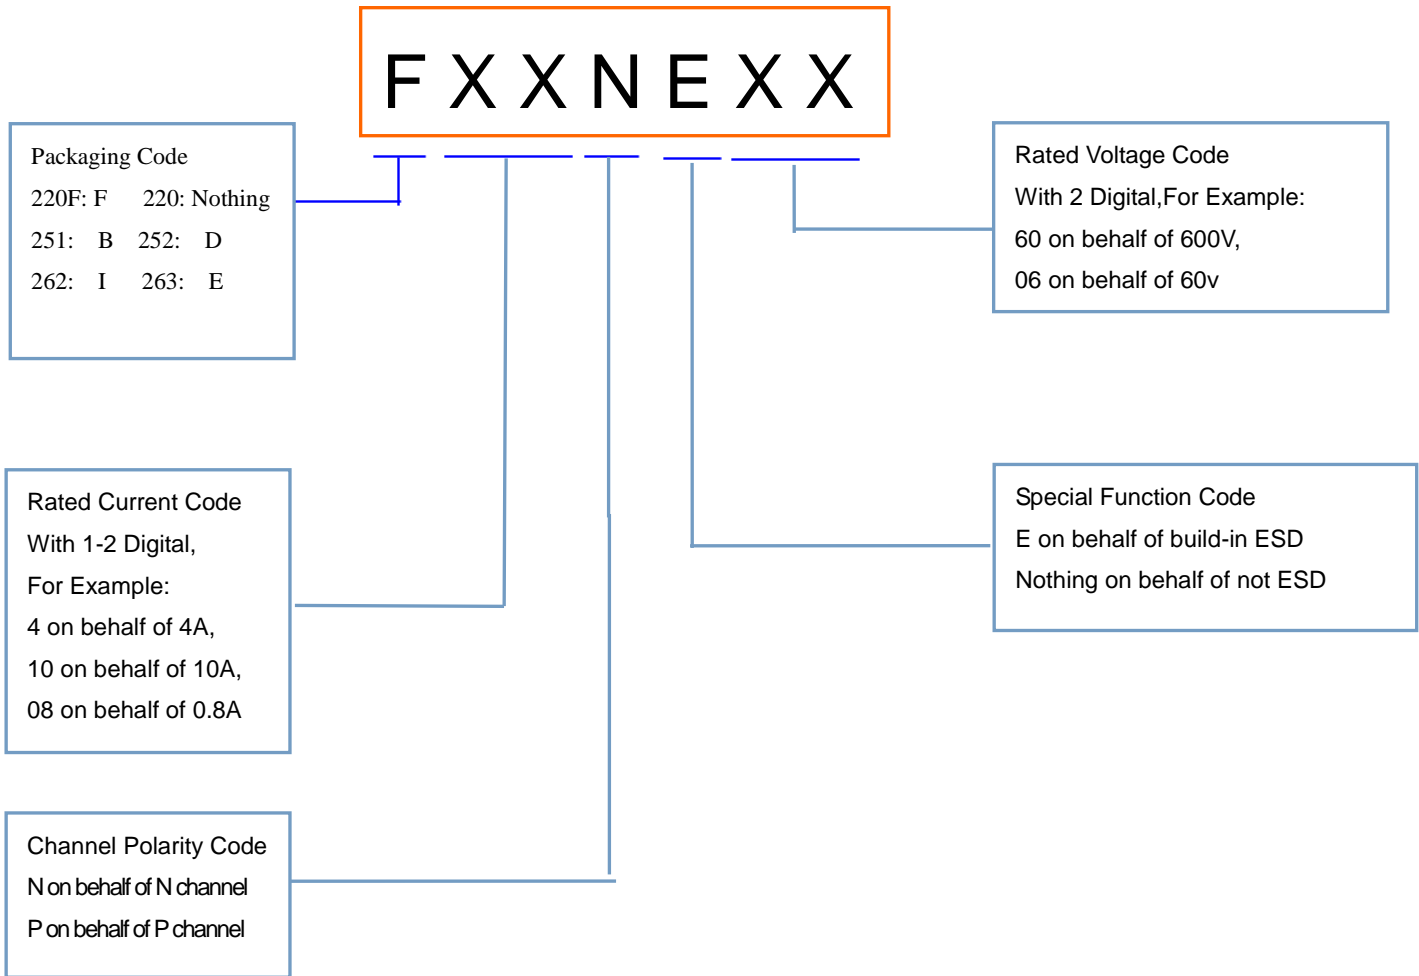 F X X N E X X
Packaging Code
220F: F 220: Nothing
251: B 252: D
262: I 263: E
Rated Voltage Code
With 2 Digital,For Example:
60 on behalf of 600V,
06 on behalf of 60v
Rated Current Code
With 1-2 Digital,
For Example:
4 on behalf of 4A,
10 on behalf of 10A,
08 on behalf of 0.8A
Special Function Code
E on behalf of build-in ESD
Nothing on behalf of not ESD
Channel Polarity Code
N on behalf of N channel
P on behalf of P channel